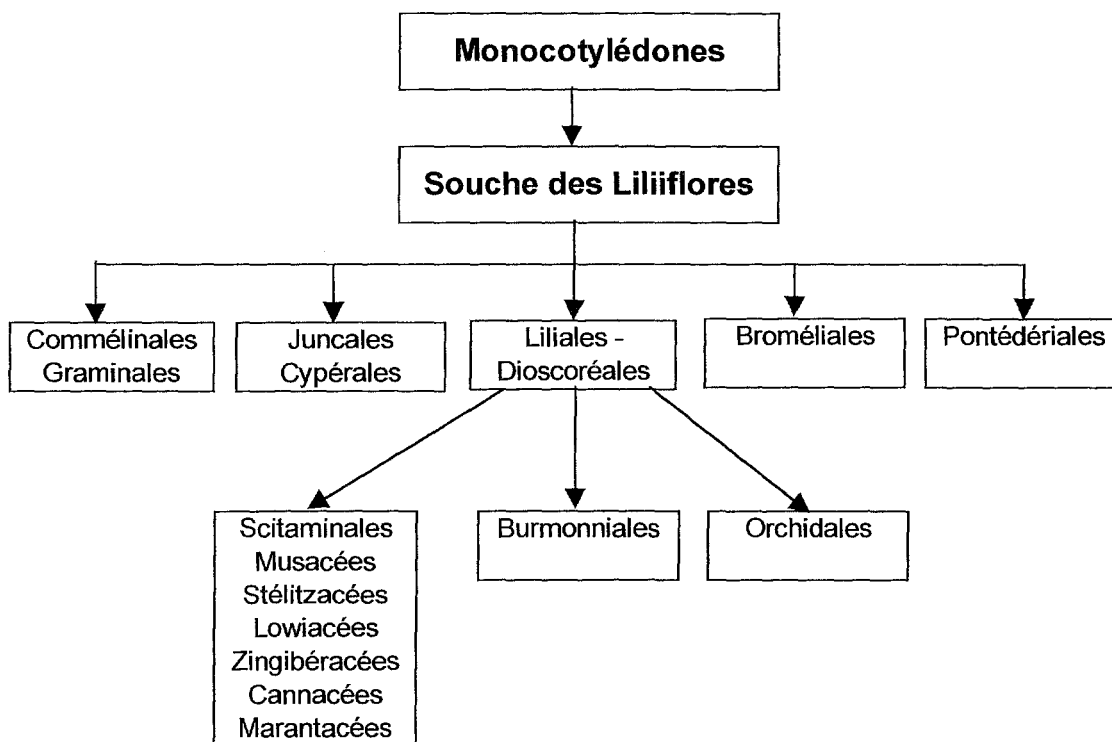 Monocotylédones
Souche des Liliiflores
Commélinales
Graminales
Juncales
Cypérales
Liliales -
Dioscoréales
Broméliales
Pontédériales
Scitaminales
Musacées
Stélitzacées
Lowiacées
Zingibéracées
Cannacées
Marantacées
Burmonniales
Orchidales